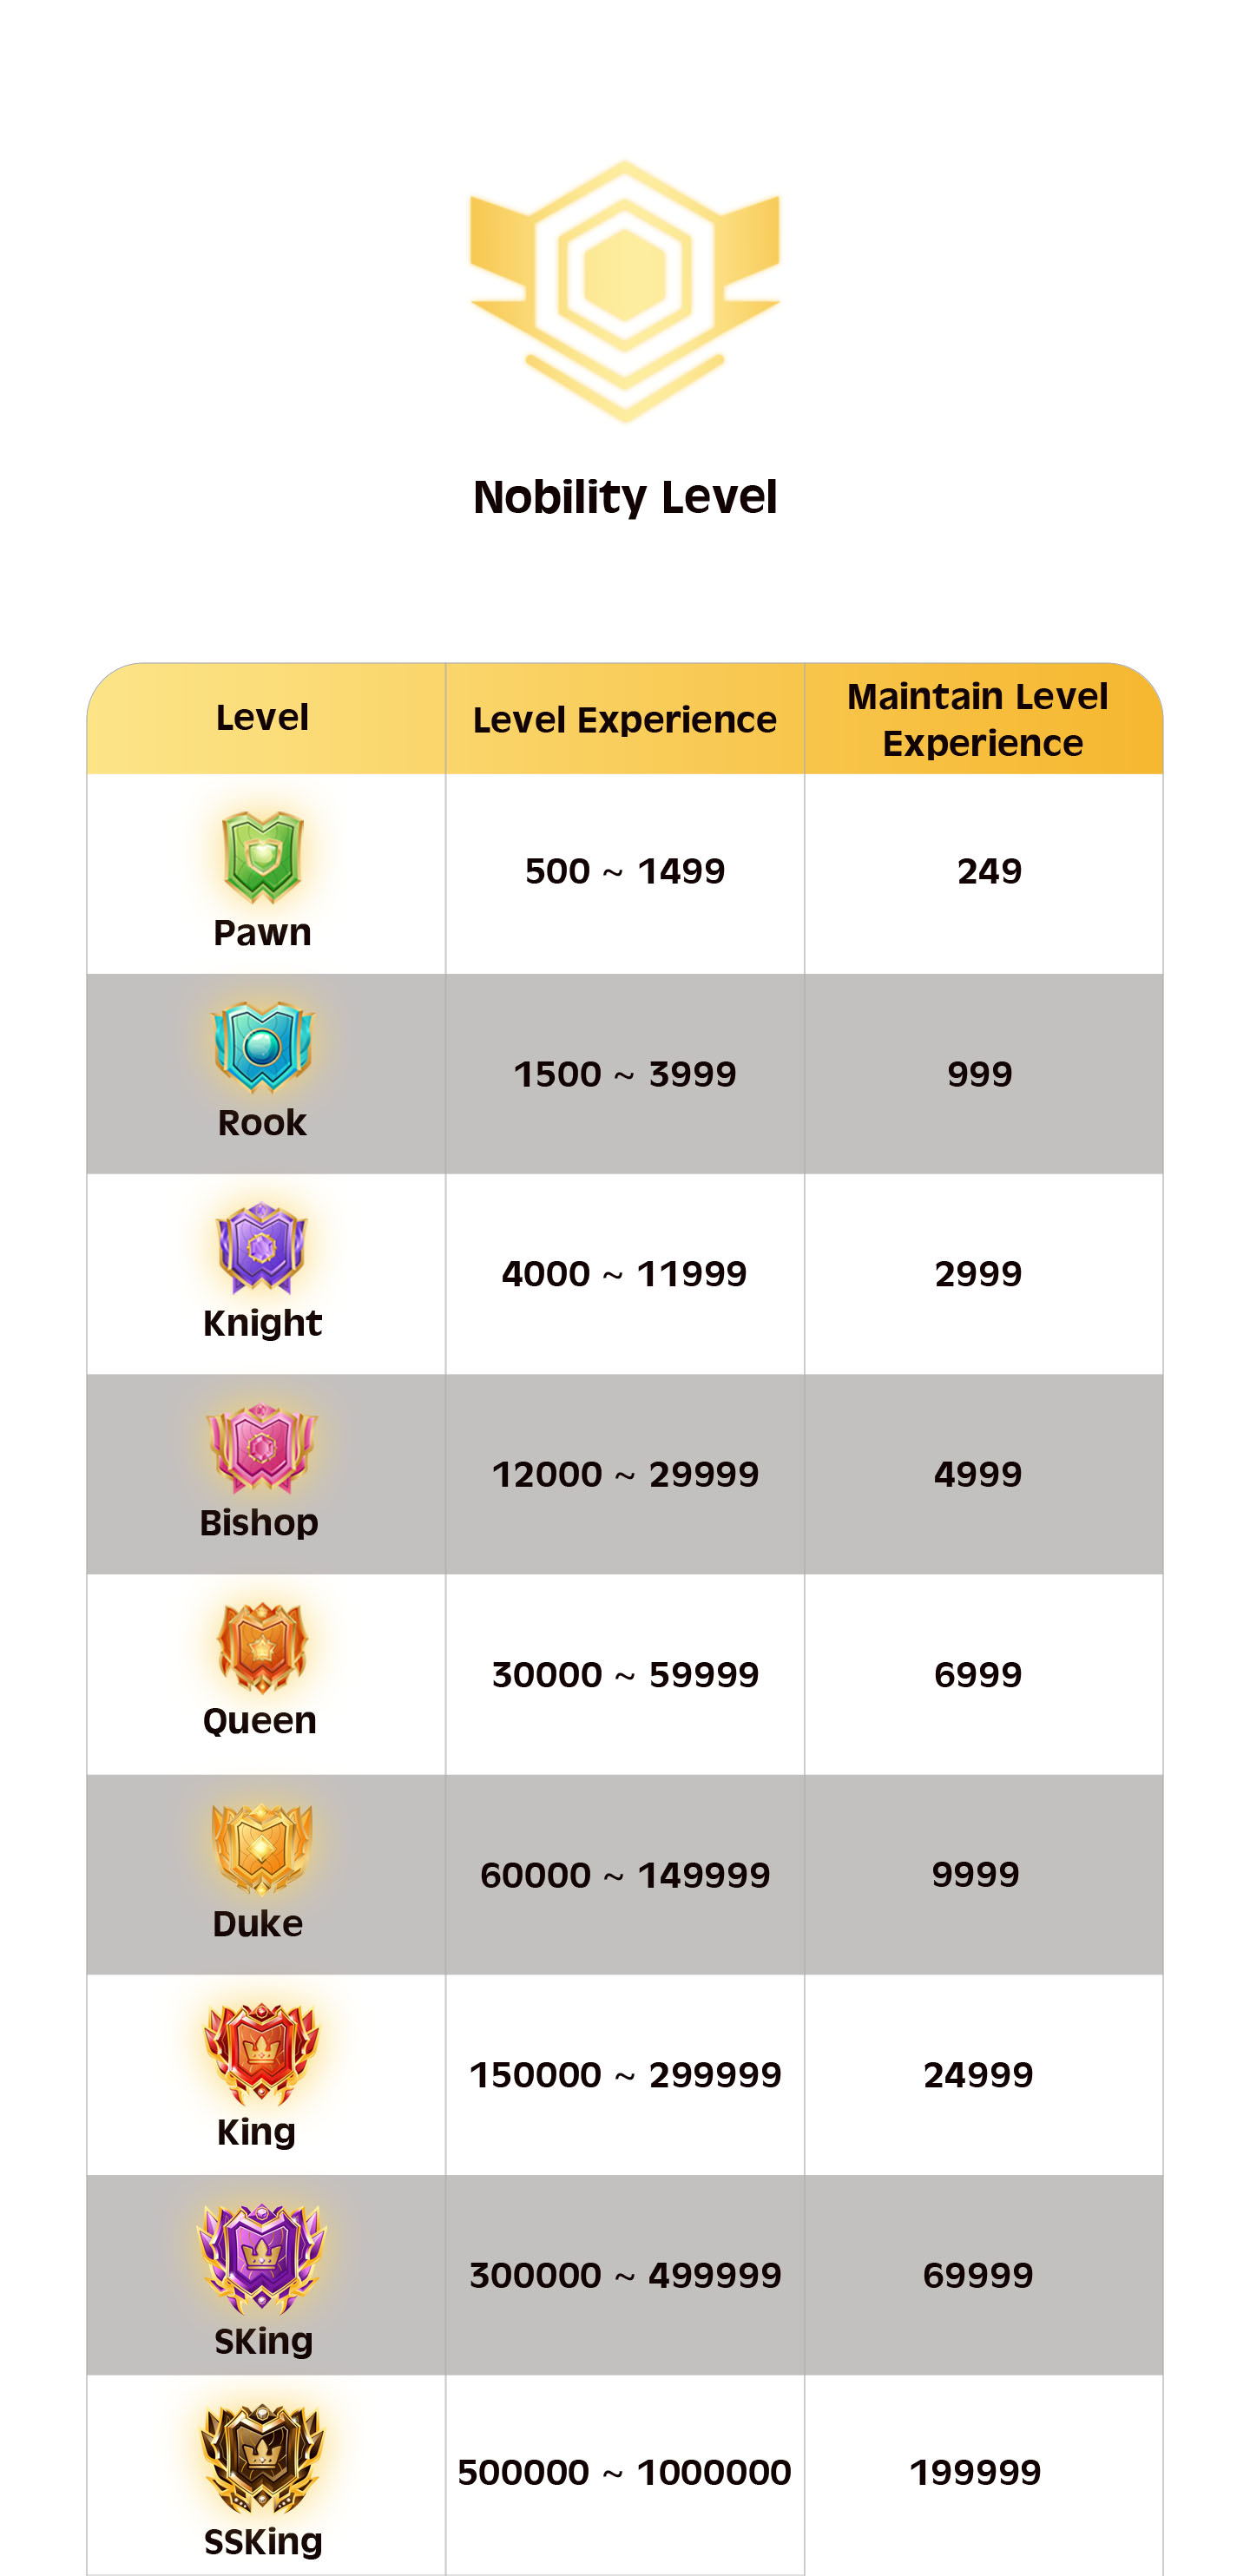 Nobility Level
Level
Level Experience
Maintain Level
Experience
Pawn
500 ~ 1499
249
Rook
1500 ~ 3999
999
Knight
4000 ~ 11999
2999
Bishop
12000 ~ 29999
4999
Queen
30000 ~ 59999
6999
Duke
60000 ~ 149999
9999
King
150000 ~ 299999
24999
SKing
300000 ~ 499999
69999
SSKing
500000 ~ 1000000
199999